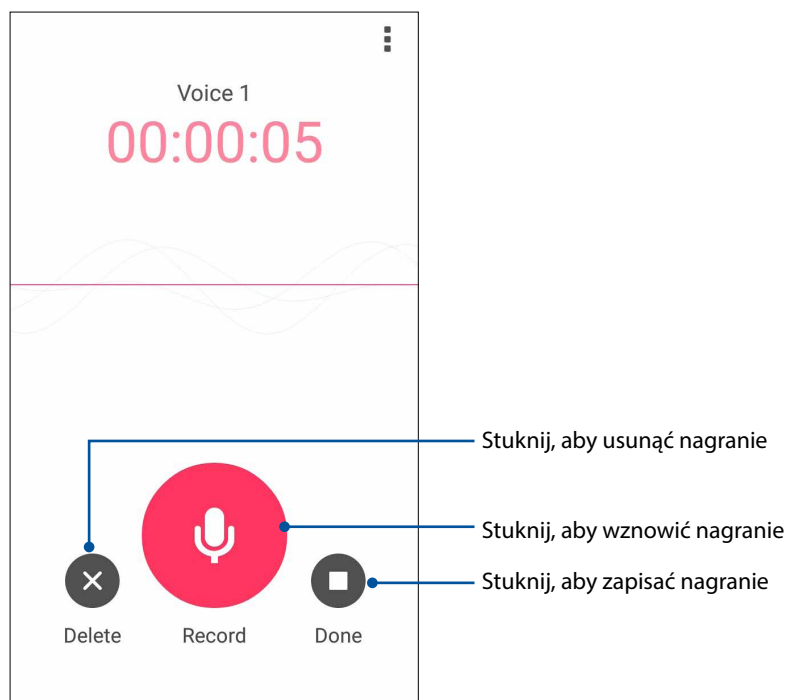 Voice 1
00:00:05
Stuknij, aby usunąć nagranie
Stuknij, aby wznowić nagranie
Stuknij, aby zapisać nagranie
Delete
Record
Done